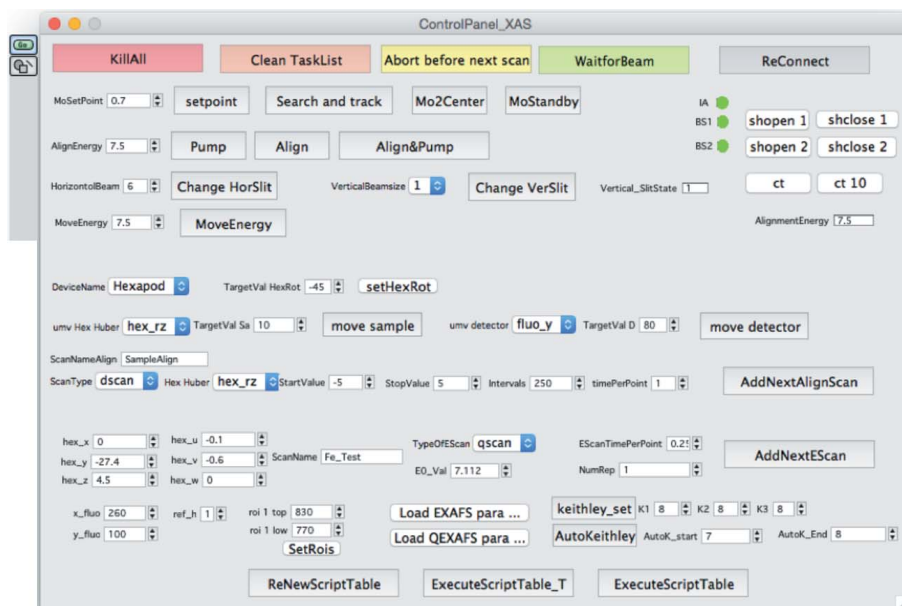 ControlPanel_XAS
Go
KillAll Clean TaskList Abort before next scan WaitforBeam ReConnect
MoSetPoint 0.7 setpoint Search and track Mo2Center MoStandby IA
BS1 shopen 1 shclose 1
AlignEnergy 7.5 Pump Align Align&Pump BS2 shopen 2 shclose 2
HorizontolBeam 6 Change HorSlit VerticalBeamsize 1 Change VerSlit Vertical_SlitState 1 ct ct 10
MoveEnergy 7.5 MoveEnergy AlignmentEnergy 7.5
DeviceName Hexapod TargetVal HexRot -45 setHexRot
umv Hex Huber hex_rz TargetVal Sa 10 move sample umv detector fluo_y TargetVal D 80 move detector
ScanNameAlign SampleAlign
ScanType dscan Hex Huber hex_rz StartValue -5 StopValue 5 Intervals 250 timePerPoint 1 AddNextAlignScan
hex_x 0 hex_u -0.1 TypeOfEScan qscan EScanTimePerPoint 0.25
hex_y -27.4 hex_v -0.6 ScanName Fe_Test AddNextEScan
hex_z 4.5 hex_w 0 E0_Val 7.112 NumRep 1
x_fluo 260 ref_h 1 roi 1 top 830 Load EXAFS para ... keithley_set K1 8 K2 8 K3 8
y_fluo 100 roi 1 low 770 Load QEXAFS para ... AutoKeithley AutoK_start 7 AutoK_End 8
SetRois
ReNewScriptTable ExecuteScriptTable_T ExecuteScriptTable